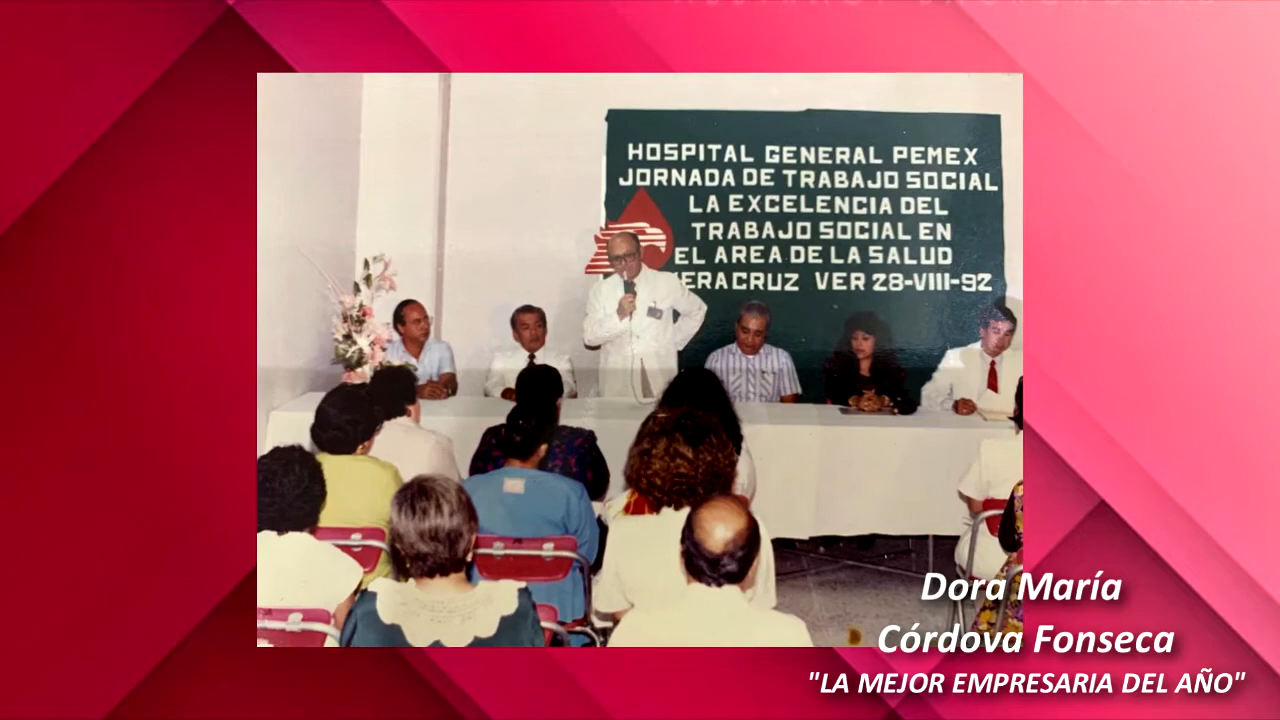 HOSPITAL GENERAL PEMEX
JORNADA DE TRABAJO SOCIAL
LA EXCELENCIA DEL
TRABAJO SOCIAL EN
EL AREA DE LA SALUD
ERACRUZ VER 28-VIII-92
Dora María
Córdova Fonseca
"LA MEJOR EMPRESARIA DEL AÑO"